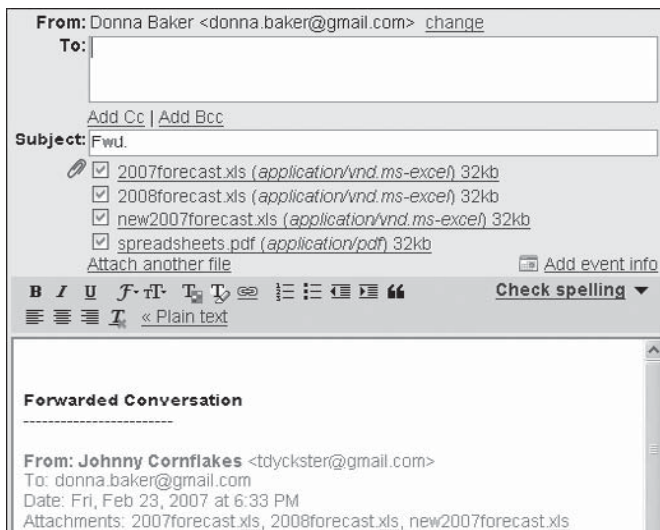 From: Donna Baker <donna.baker@gmail.com> change
To:
Add Cc | Add Bcc
Subject: Fwd.
2007forecast.xls (application/vnd.ms-excel) 32kb
2008forecast.xls (application/vnd.ms-excel) 32kb
new2007forecast.xls (application/vnd.ms-excel) 32kb
spreadsheets.pdf (application/pdf) 32kb
Attach another file Add event info
B I U F TT T T Check spelling
T « Plain text
Forwarded Conversation
------------------------
From: Johnny Cornflakes <tdyckster@gmail.com>
To: donna.baker@gmail.com
Date: Fri, Feb 23, 2007 at 6:33 PM
Attachments: 2007forecast.xls, 2008forecast.xls, new2007forecast.xls